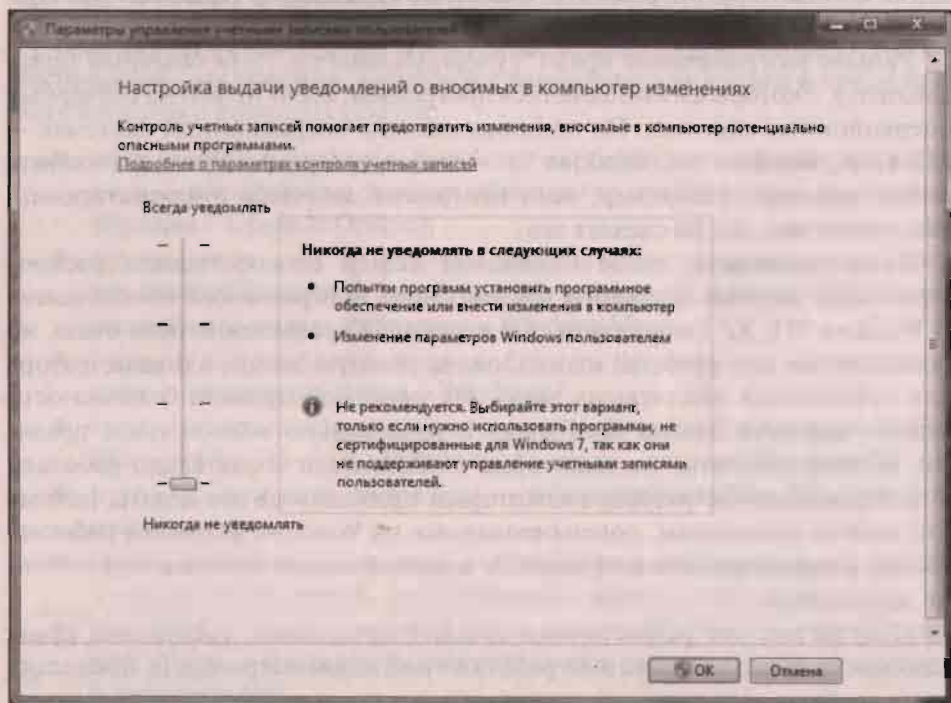 Параметры управления учетными записями пользователей
Настройка выдачи уведомлений о вносимых в компьютер изменениях
Контроль учетных записей помогает предотвратить изменения, вносимые в компьютер потенциально
опасными программами.
Подробнее о параметрах контроля учетных записей
Всегда уведомлять
Никогда не уведомлять в следующих случаях:
• Попытки программ установить программное
обеспечение или внести изменения в компьютер
• Изменение параметров Windows пользователем
Не рекомендуется. Выбирайте этот вариант,
только если нужно использовать программы, не
сертифицированные для Windows 7, так как они
не поддерживают управление учетными записями
пользователей.
Никогда не уведомлять
OK
Отмена